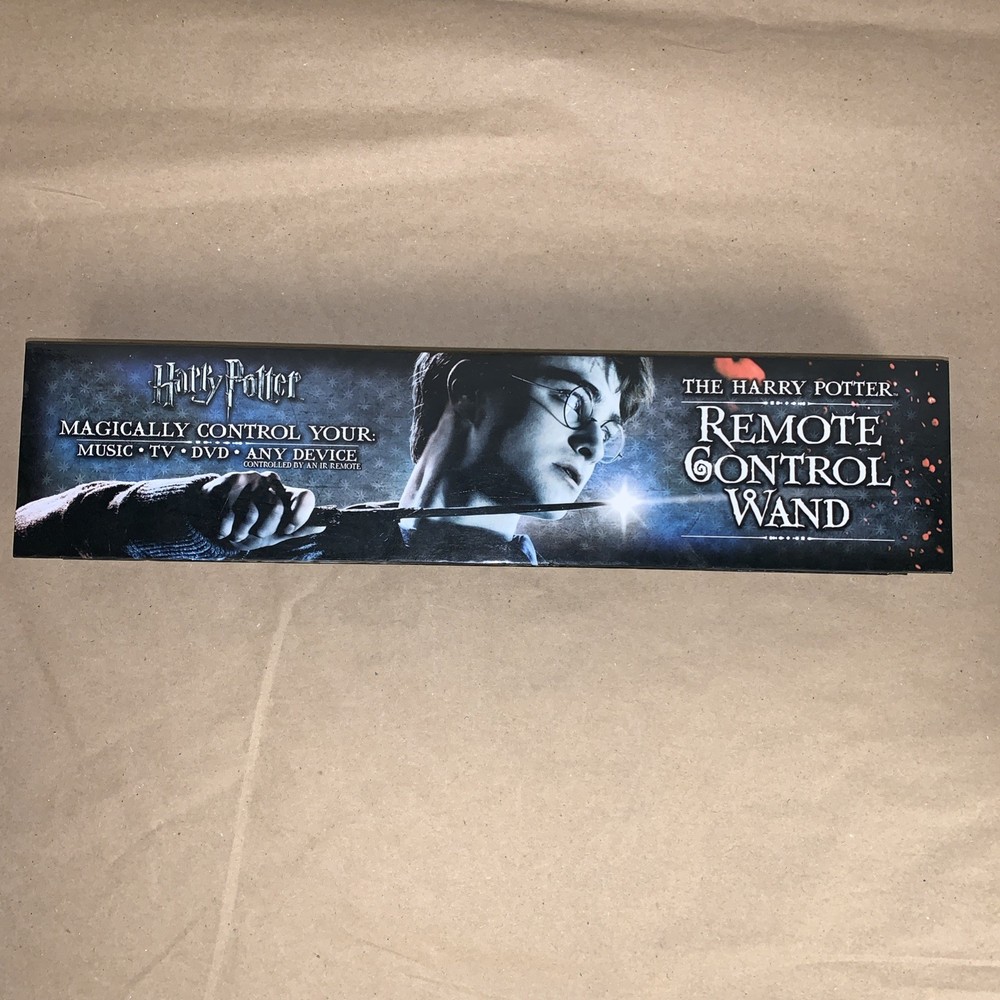 Harry Potter
MAGICALLY CONTROL YOUR:
MUSIC • TV • DVD • ANY DEVICE
CONTROLLED BY AN IR REMOTE
THE HARRY POTTER
REMOTE
CONTROL
WAND